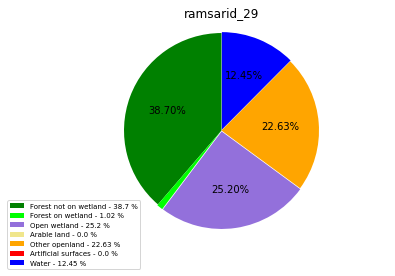 ramsarid_29
12.45%
38.70%
22.63%
25.20%
Forest not on wetland - 38.7 %
Forest on wetland - 1.02 %
Open wetland - 25.2 %
Arable land - 0.0 %
Other openland - 22.63 %
Artificial surfaces - 0.0 %
Water - 12.45 %